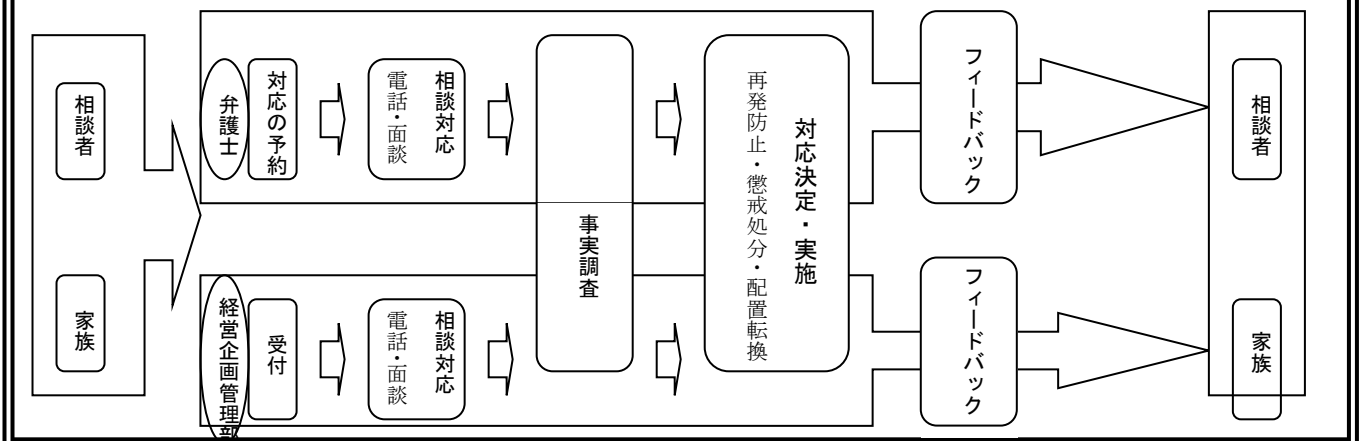 相談者
家族
弁護士
対応の予約
相談対応
電話・面談
経営企画管理部
受付
相談対応
電話・面談
事実調査
対応決定・実施
再発防止・懲戒処分・配置転換
フィードバック
フィードバック
相談者
家族